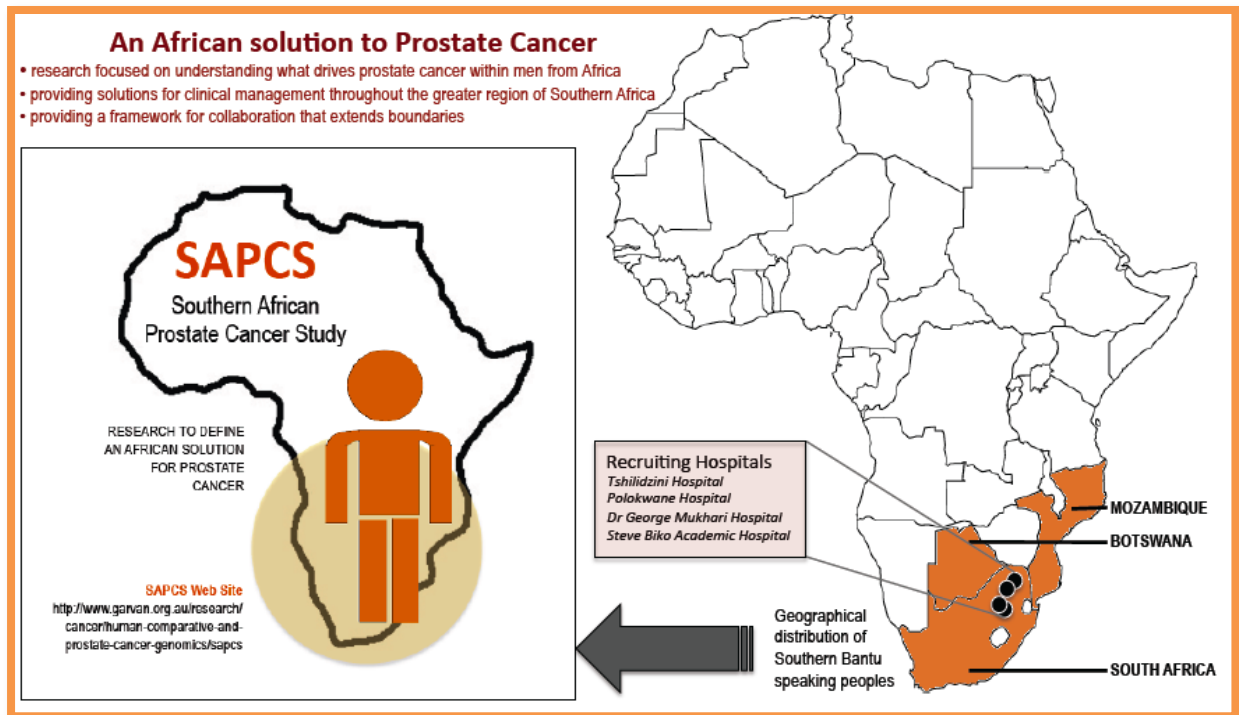 An African solution to Prostate Cancer
• research focused on understanding what drives prostate cancer within men from Africa
• providing solutions for clinical management throughout the greater region of Southern Africa
• providing a framework for collaboration that extends boundaries
SAPCS
Southern African
Prostate Cancer Study
RESEARCH TO DEFINE
AN AFRICAN SOLUTION
FOR PROSTATE
CANCER
SAPCS Web Site
http://www.garvan.org.au/research/
cancer/human-comparative-and-
prostate-cancer-genomics/sapcs
Recruiting Hospitals
Tshilidzini Hospital
Polokwane Hospital
Dr George Mukhari Hospital
Steve Biko Academic Hospital
MOZAMBIQUE
BOTSWANA
Geographical
distribution of
Southern Bantu
speaking peoples
SOUTH AFRICA